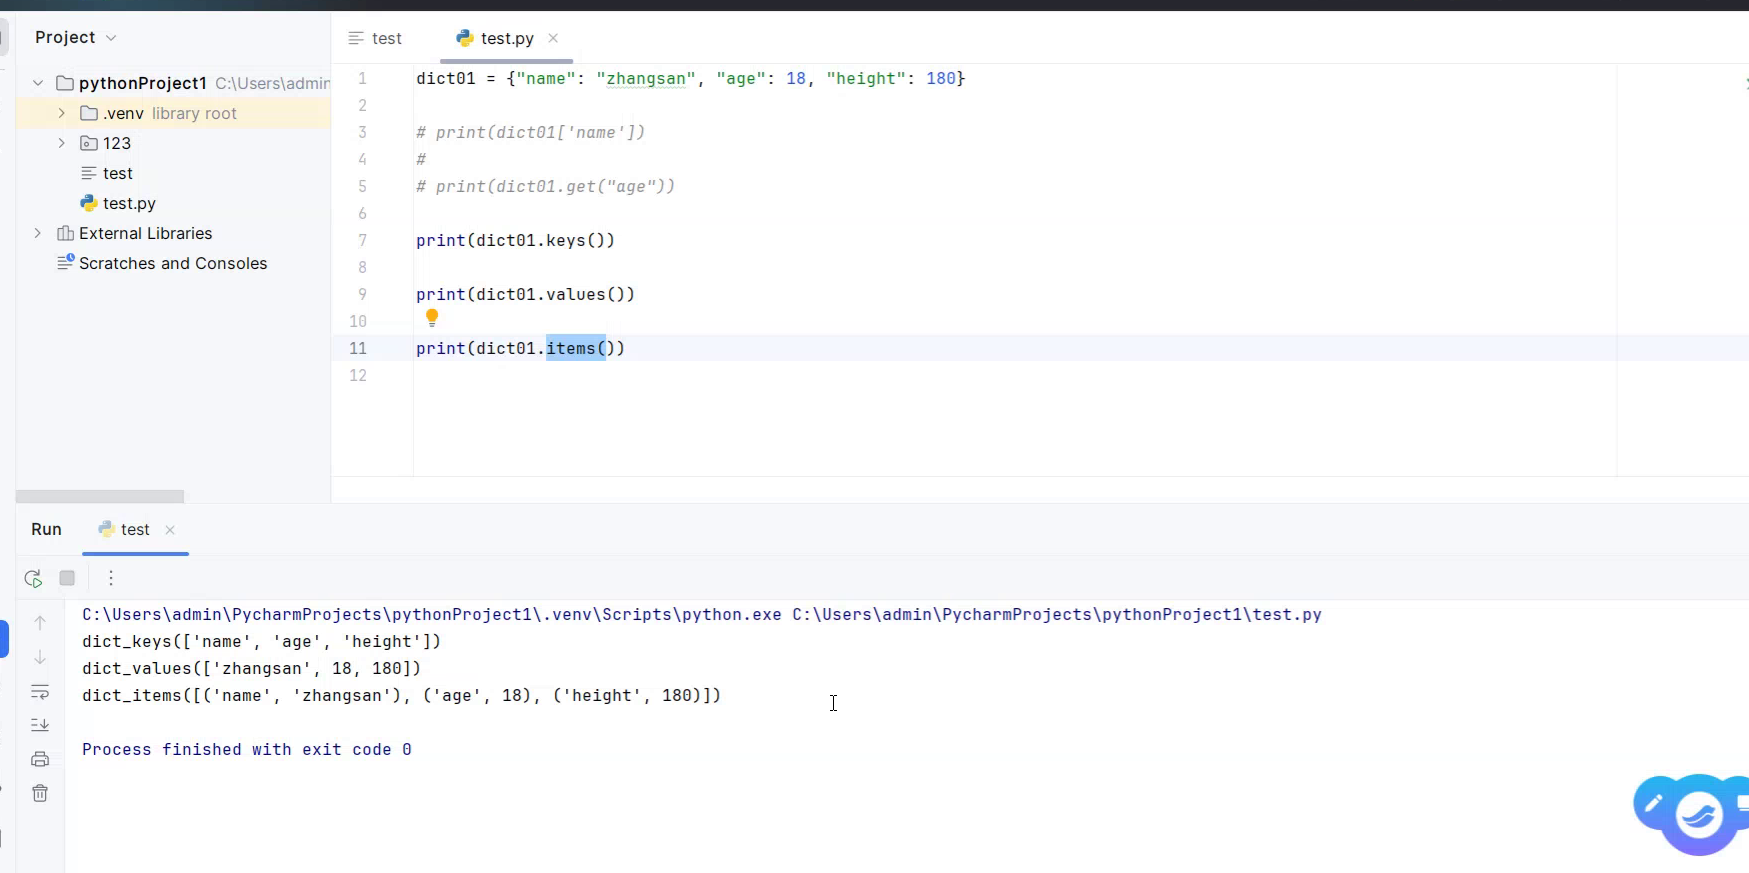 Project
pythonProject1 C:\Users\admin
.venv library root
123
test
test.py
External Libraries
Scratches and Consoles
test
test.py
1 dict01 = {"name": "zhangsan", "age": 18, "height": 180}
2
3 # print(dict01['name'])
4 #
5 # print(dict01.get("age"))
6
7 print(dict01.keys())
8
9 print(dict01.values())
10
11 print(dict01.items())
12
Run
test
C:\Users\admin\PycharmProjects\pythonProject1\.venv\Scripts\python.exe C:\Users\admin\PycharmProjects\pythonProject1\test.py
dict_keys(['name', 'age', 'height'])
dict_values(['zhangsan', 18, 180])
dict_items([('name', 'zhangsan'), ('age', 18), ('height', 180)])
Process finished with exit code 0